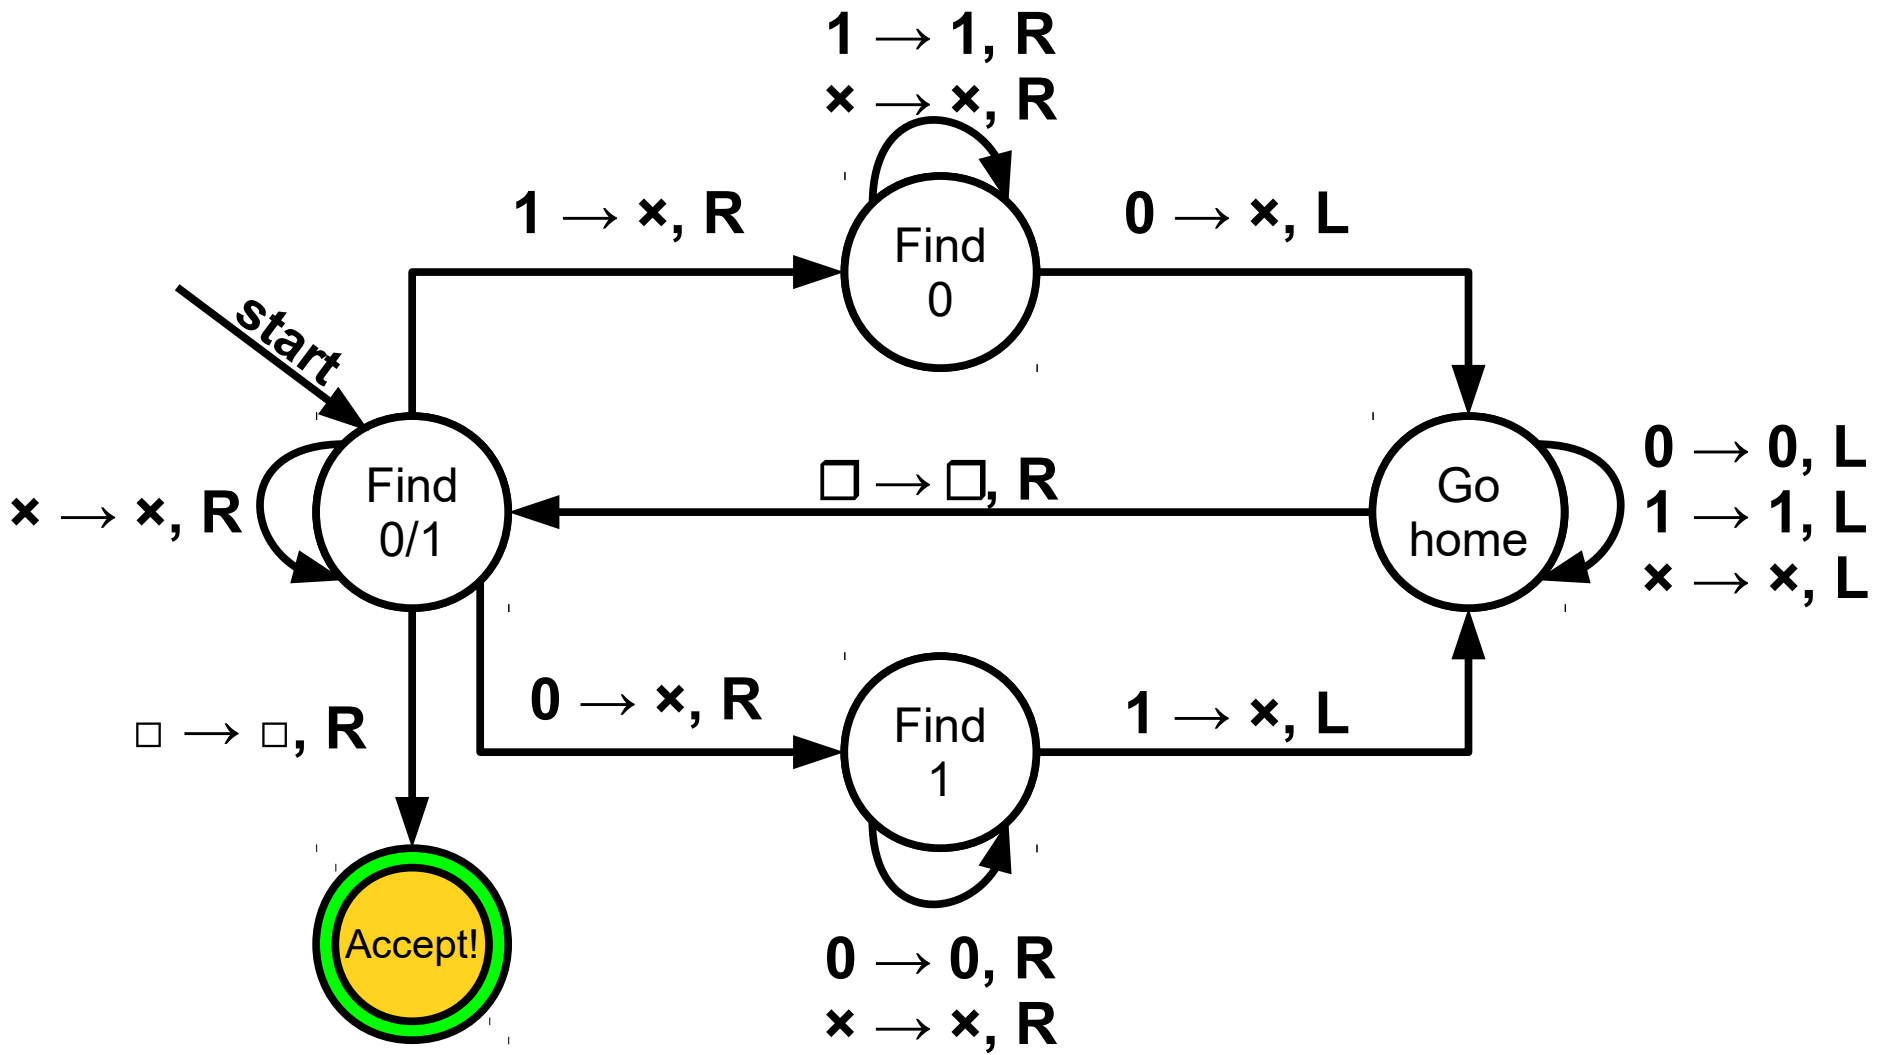 1 → 1, R
× → ×, R
1 → ×, R
0 → ×, L
Find
0
start
Find
0/1
× → ×, R
□ → □, R
Go
home
0 → 0, L
1 → 1, L
× → ×, L
□ → □, R
0 → ×, R
1 → ×, L
Find
1
Accept!
0 → 0, R
× → ×, R